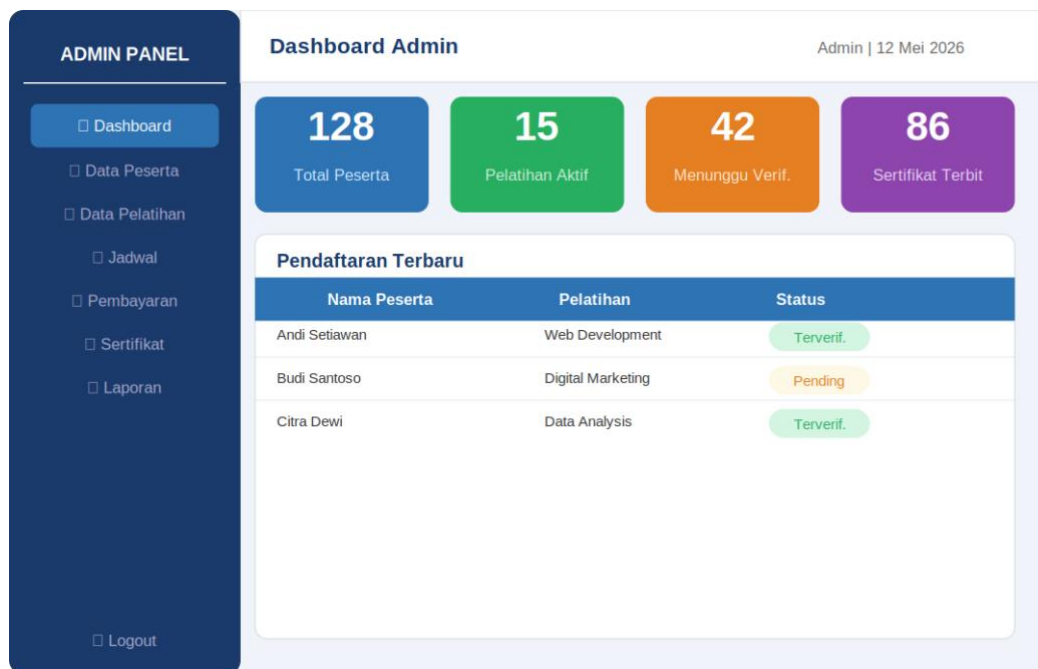 ADMIN PANEL
Dashboard
Data Peserta
Data Pelatihan
Jadwal
Pembayaran
Sertifikat
Laporan
Logout
Dashboard Admin
Admin | 12 Mei 2026
128
Total Peserta
15
Pelatihan Aktif
42
Menunggu Verif.
86
Sertifikat Terbit
Pendaftaran Terbaru
Nama Peserta Pelatihan Status
Andi Setiawan Web Development Terverif.
Budi Santoso Digital Marketing Pending
Citra Dewi Data Analysis Terverif.